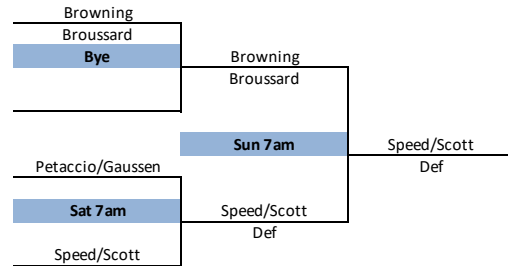 Browning
Broussard
Bye
Browning
Broussard
Sun 7am
Speed/Scott
Def
Petaccio/Gaussen
Sat 7am
Speed/Scott
Def
Speed/Scott